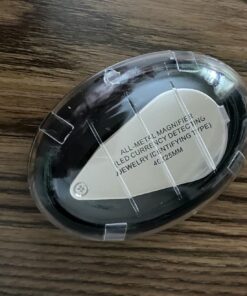 ALL-METAL MAGNIFIER
(LED CURRENCY DETECTING
JEWELRY IDENTIFYING TYPE)
40X25MM